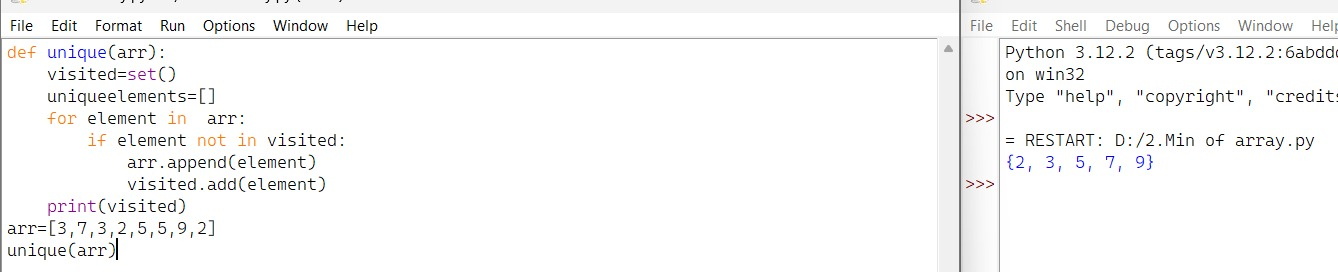 File Edit Format Run Options Window Help
def unique(arr):
    visited=set()
    uniqueelements=[]
    for element in  arr:
        if element not in visited:
            arr.append(element)
            visited.add(element)
    print(visited)
arr=[3,7,3,2,5,5,9,2]
unique(arr)
File Edit Shell Debug Options Window Help
Python 3.12.2 (tags/v3.12.2:6abddd
on win32
Type "help", "copyright", "credits
>>>
= RESTART: D:/2.Min of array.py
{2, 3, 5, 7, 9}
>>>